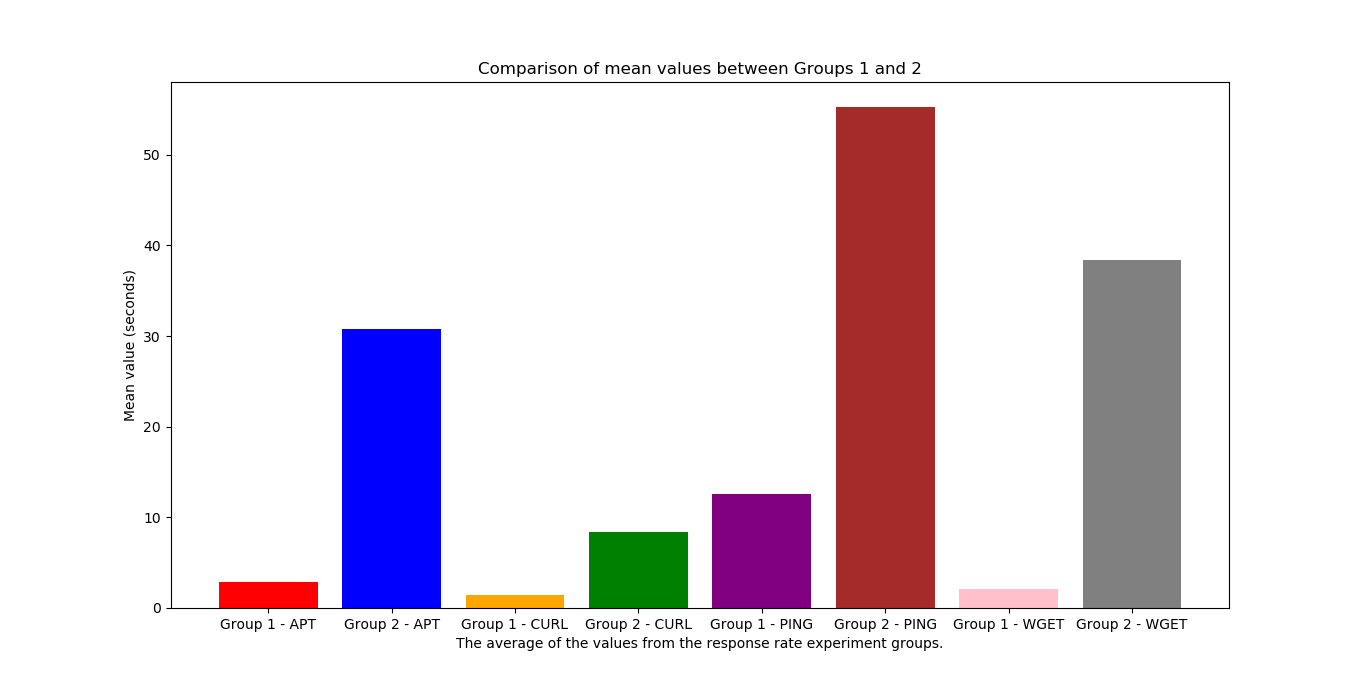 Comparison of mean values between Groups 1 and 2
Mean value (seconds)
50
40
30
20
10
0
Group 1 - APT Group 2 - APT Group 1 - CURL Group 2 - CURL Group 1 - PING Group 2 - PING Group 1 - WGET Group 2 - WGET
The average of the values from the response rate experiment groups.